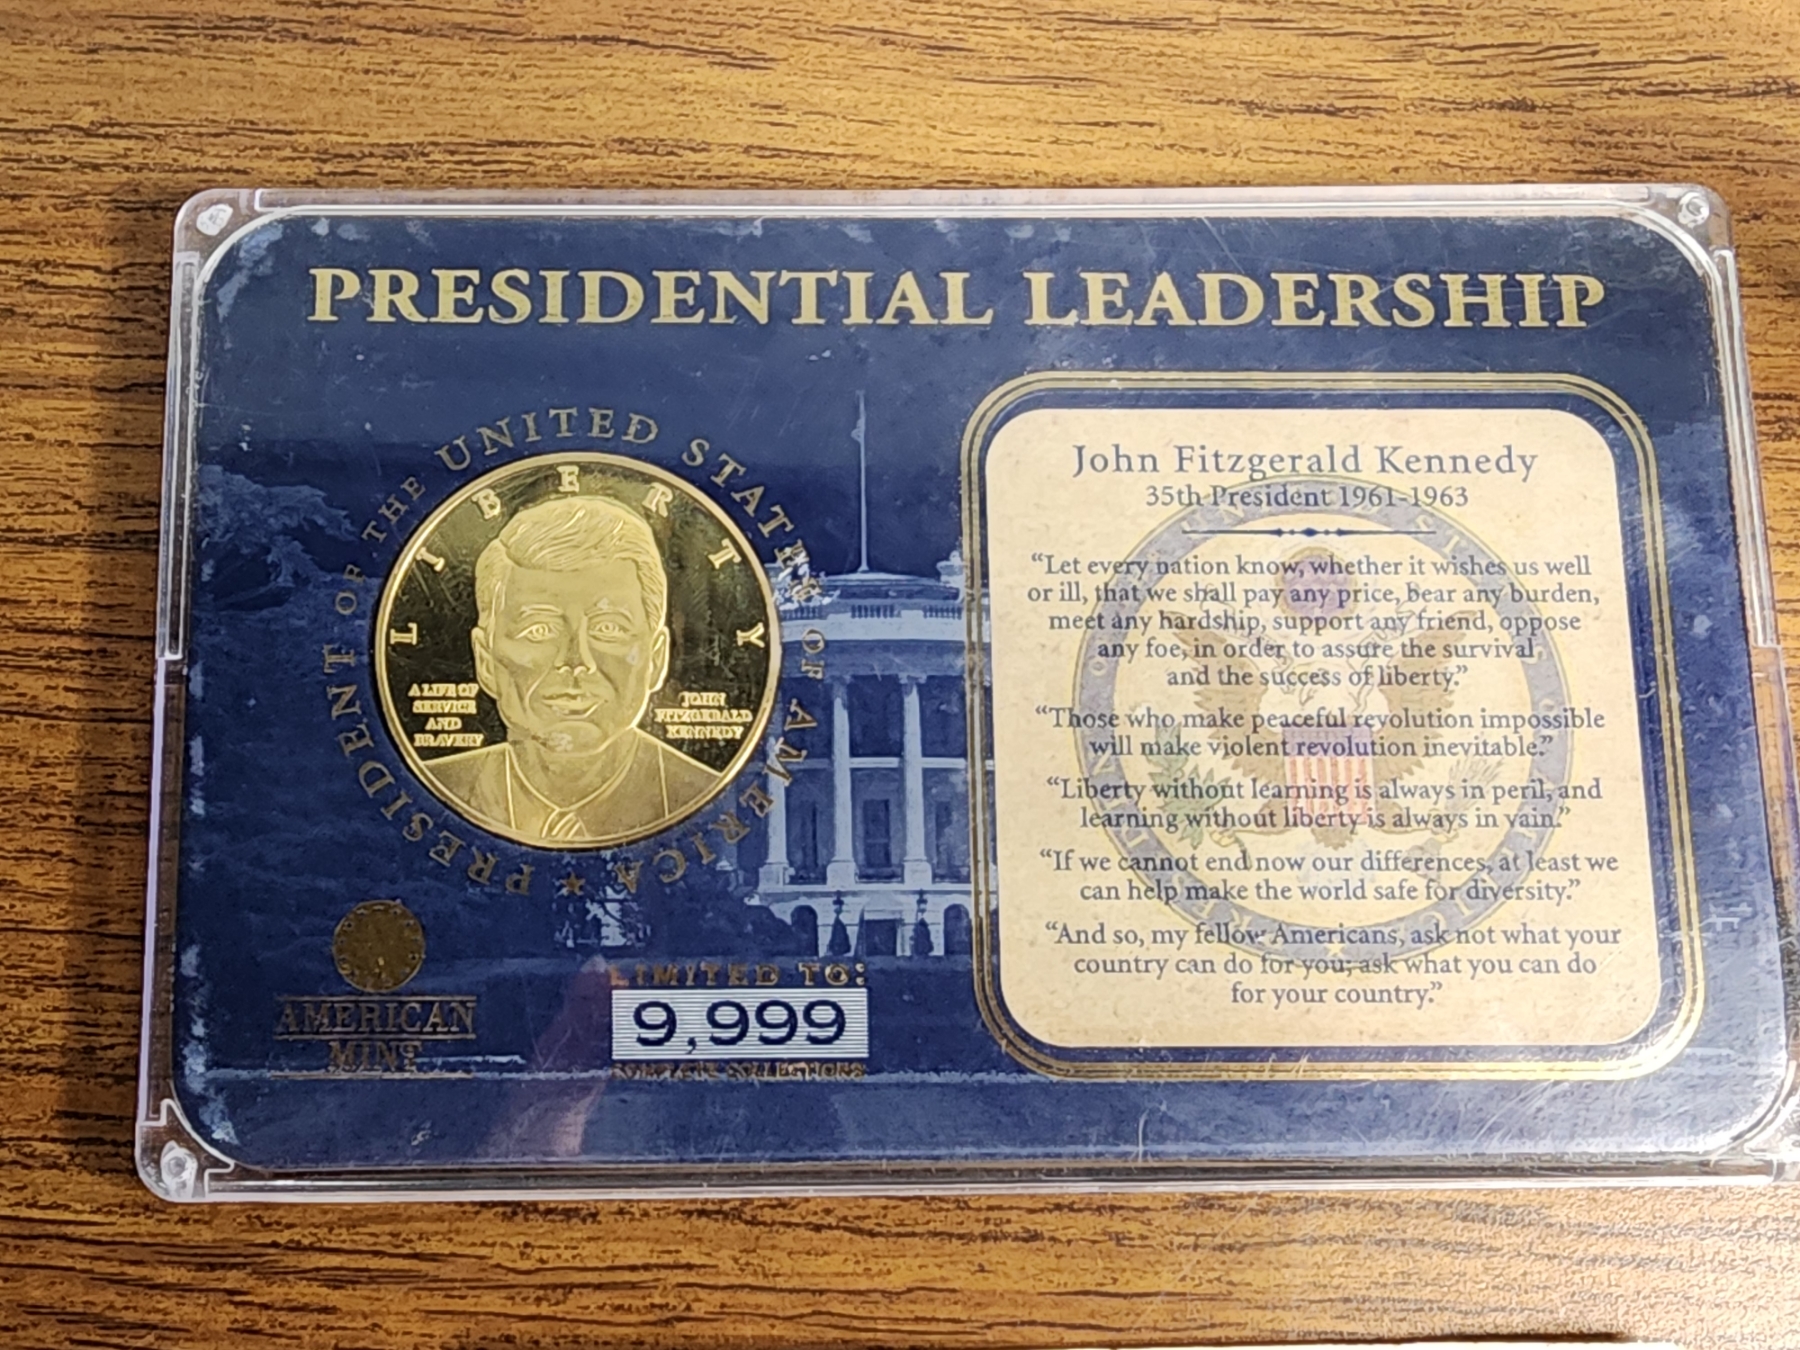 PRESIDENTIAL LEADERSHIP
PRESIDENT OF THE UNITED STATES OF AMERICA ★
LIBERTY
A LIFE OF
SERVICE
AND
BRAVERY
JOHN
FITZGERALD
KENNEDY
AMERICAN
MINT
LIMITED TO:
9,999
COMPLETE COLLECTIONS
John Fitzgerald Kennedy
35th President 1961-1963
“Let every nation know, whether it wishes us well
or ill, that we shall pay any price, bear any burden,
meet any hardship, support any friend, oppose
any foe, in order to assure the survival
and the success of liberty.”
“Those who make peaceful revolution impossible
will make violent revolution inevitable.”
“Liberty without learning is always in peril, and
learning without liberty is always in vain.”
“If we cannot end now our differences, at least we
can help make the world safe for diversity.”
“And so, my fellow Americans, ask not what your
country can do for you; ask what you can do
for your country.”